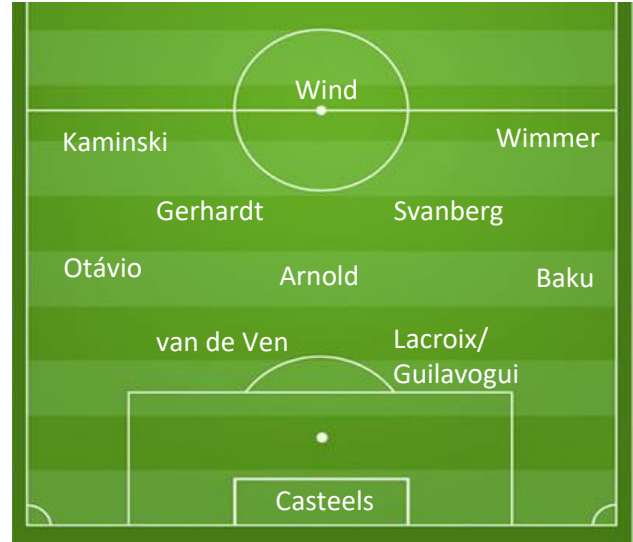 Wind
Kaminski
Wimmer
Gerhardt
Svanberg
Otávio
Arnold
Baku
van de Ven
Lacroix/
Guilavogui
Casteels